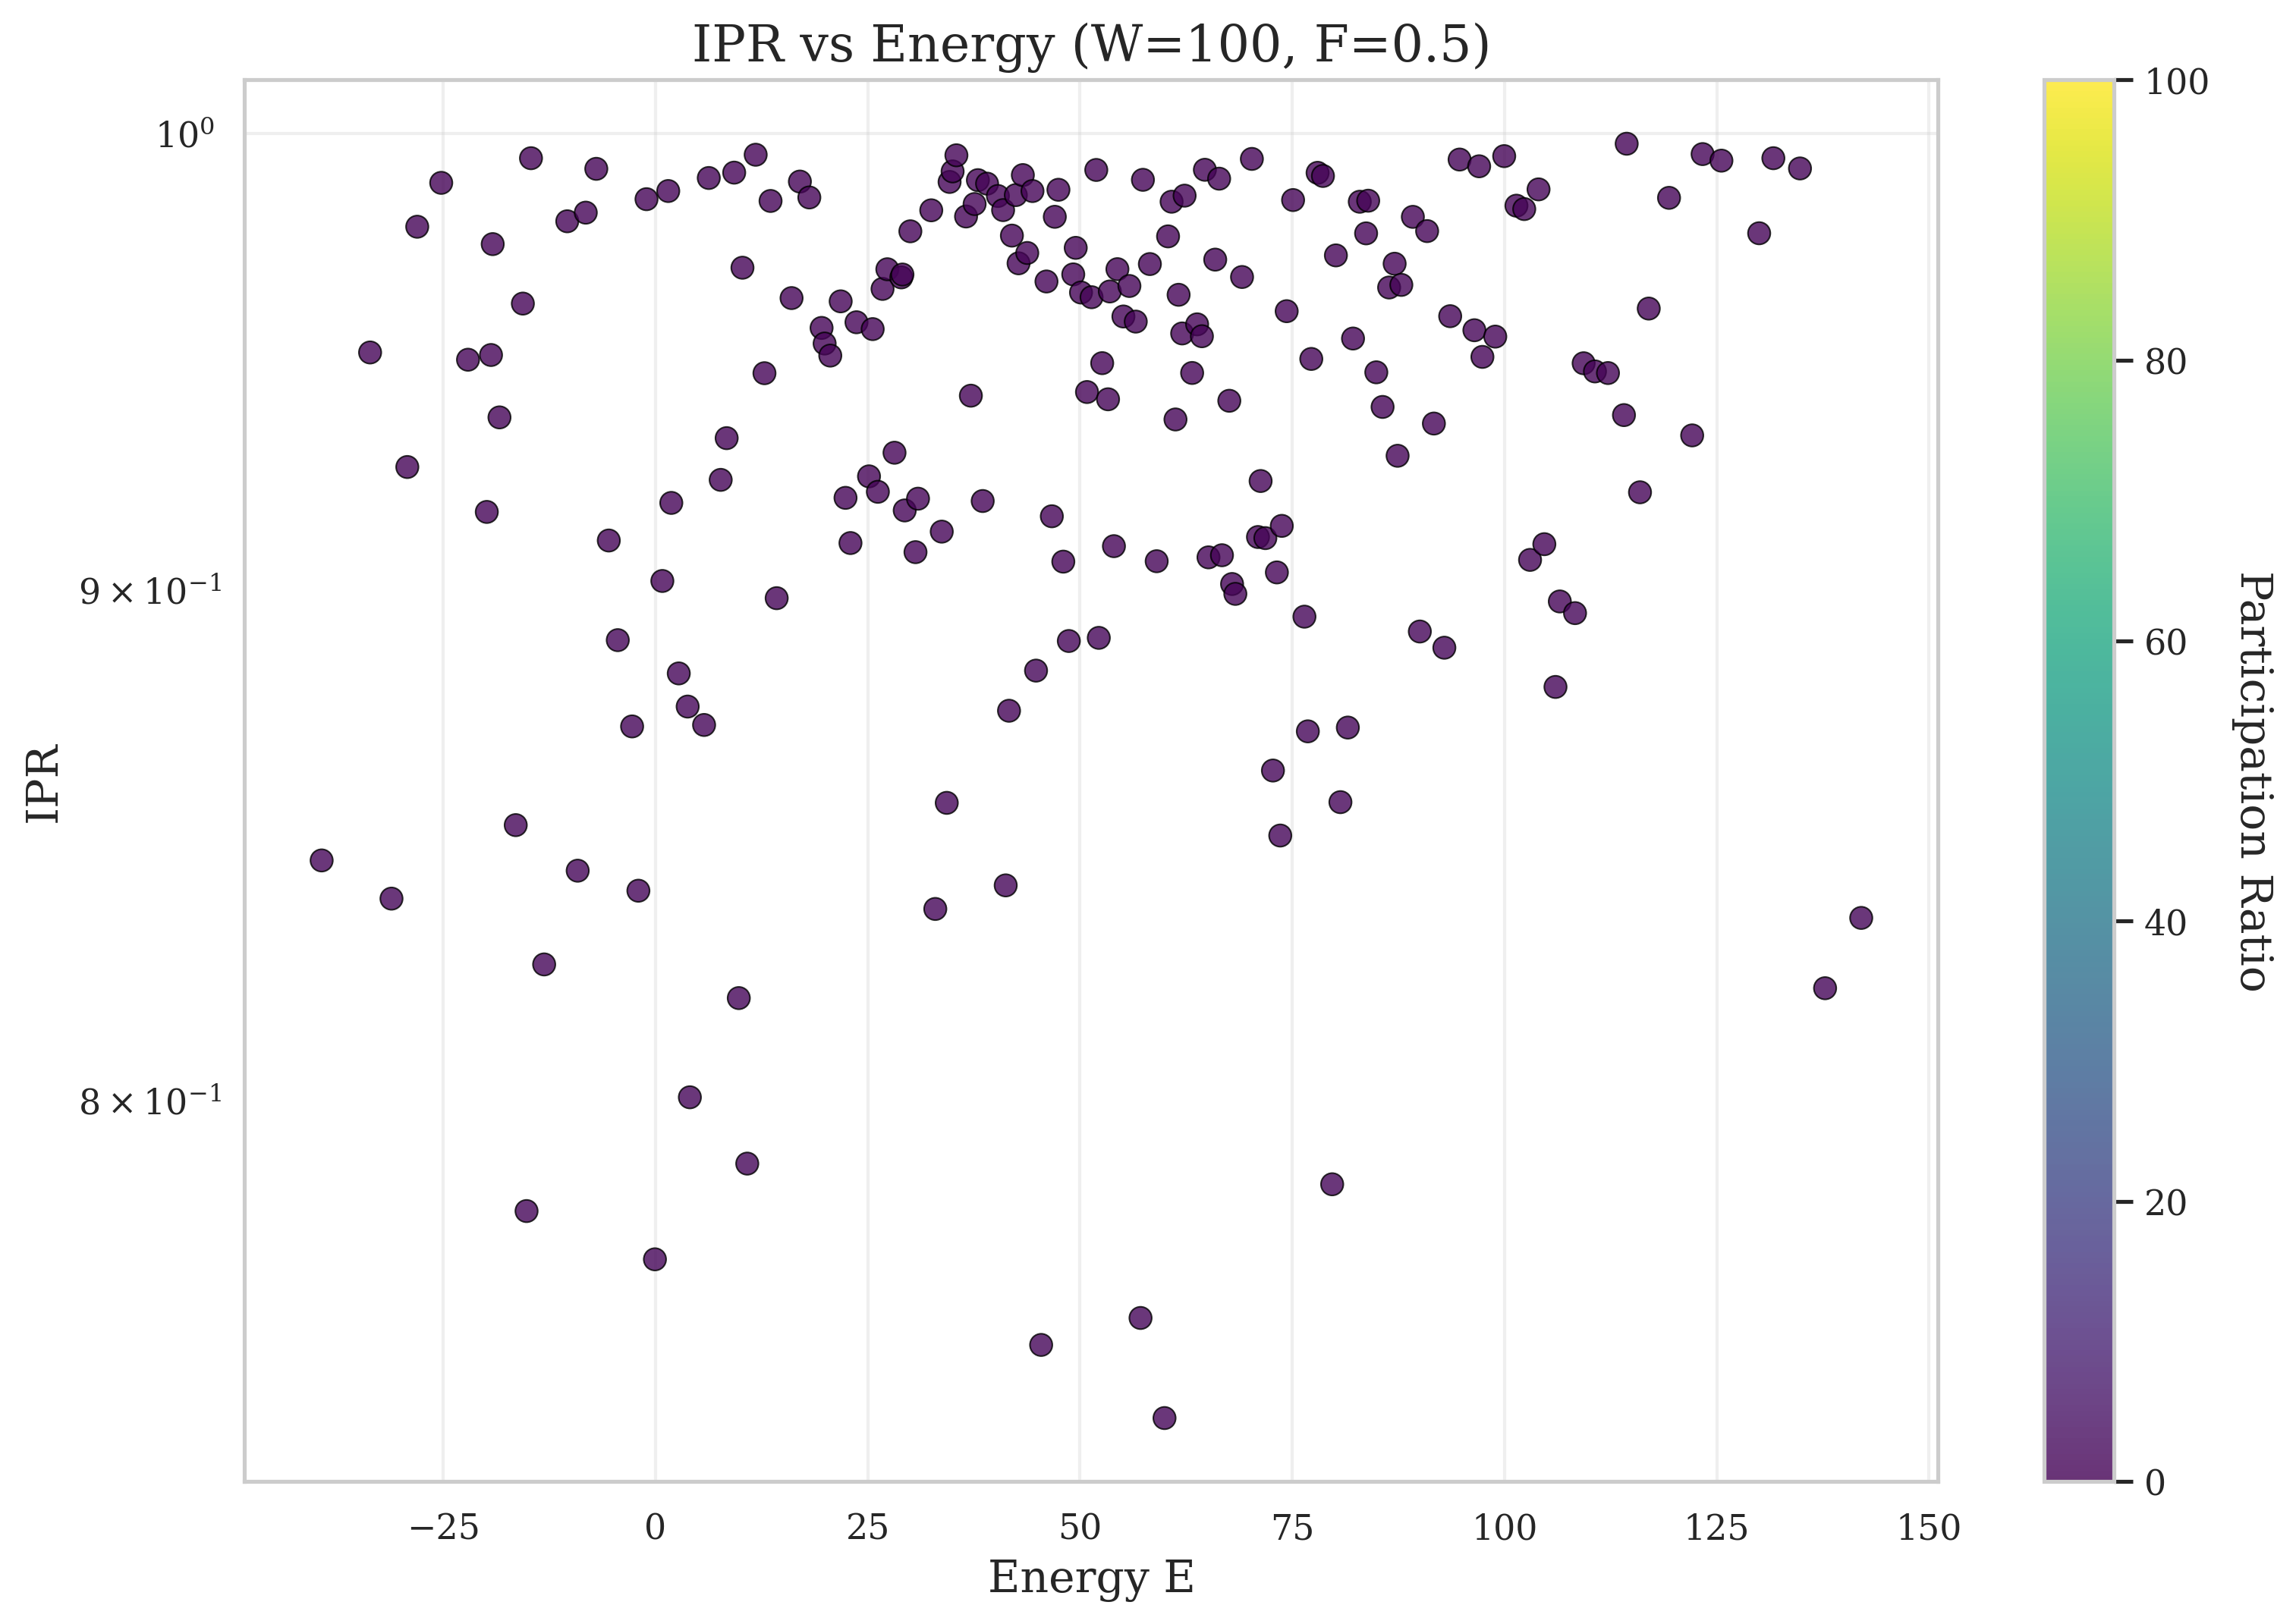 IPR vs Energy (W=100, F=0.5)
10⁰
9 × 10⁻¹
8 × 10⁻¹
IPR
−25 0 25 50 75 100 125 150
Energy E
100
80
60
40
20
0
Participation Ratio